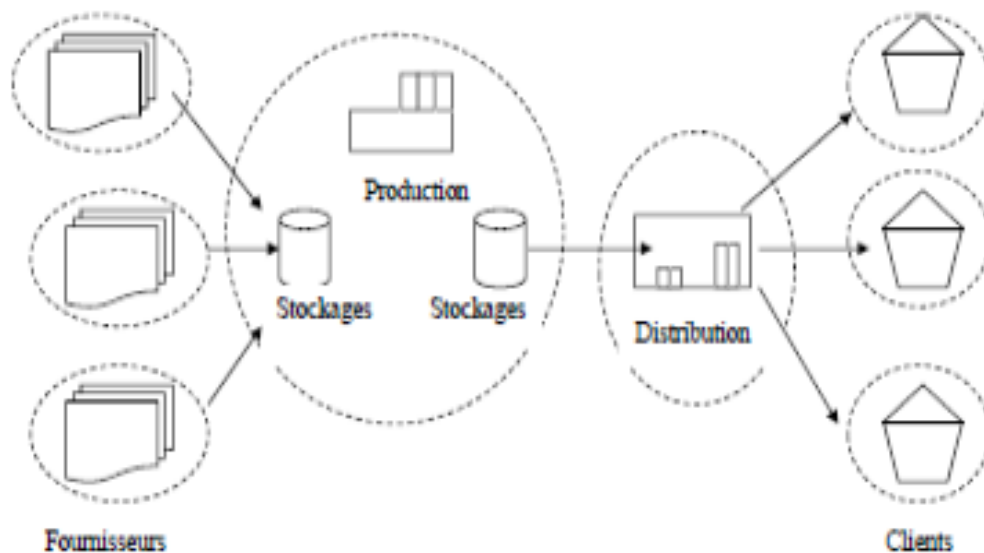 Production
Stockages
Stockages
Distribution
Fournisseurs
Clients